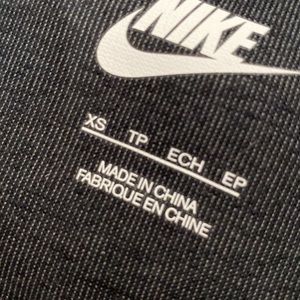 NIKE
XS TP ECH EP
MADE IN CHINA
FABRIQUE EN CHINE